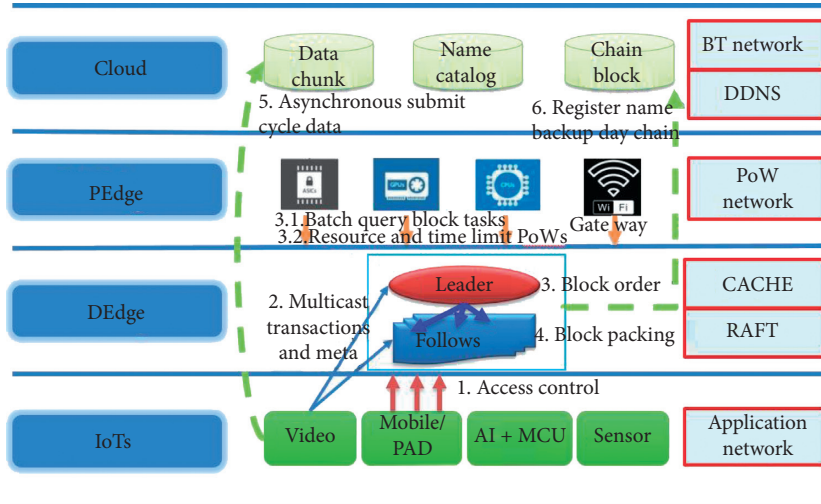 Cloud
Data
chunk
Name
catalog
Chain
block
BT network
DDNS
5. Asynchronous submit
cycle data
6. Register name
backup day chain
PEdge
ASICs
GPUs
CPUs
Wi Fi
PoW
network
3.1.Batch query block tasks
3.2.Resource and time limit PoWs
Gate way
DEdge
2. Multicast
transactions
and meta
Leader
Follows
3. Block order
4. Block packing
CACHE
RAFT
1. Access control
IoTs
Video
Mobile/
PAD
AI + MCU
Sensor
Application
network